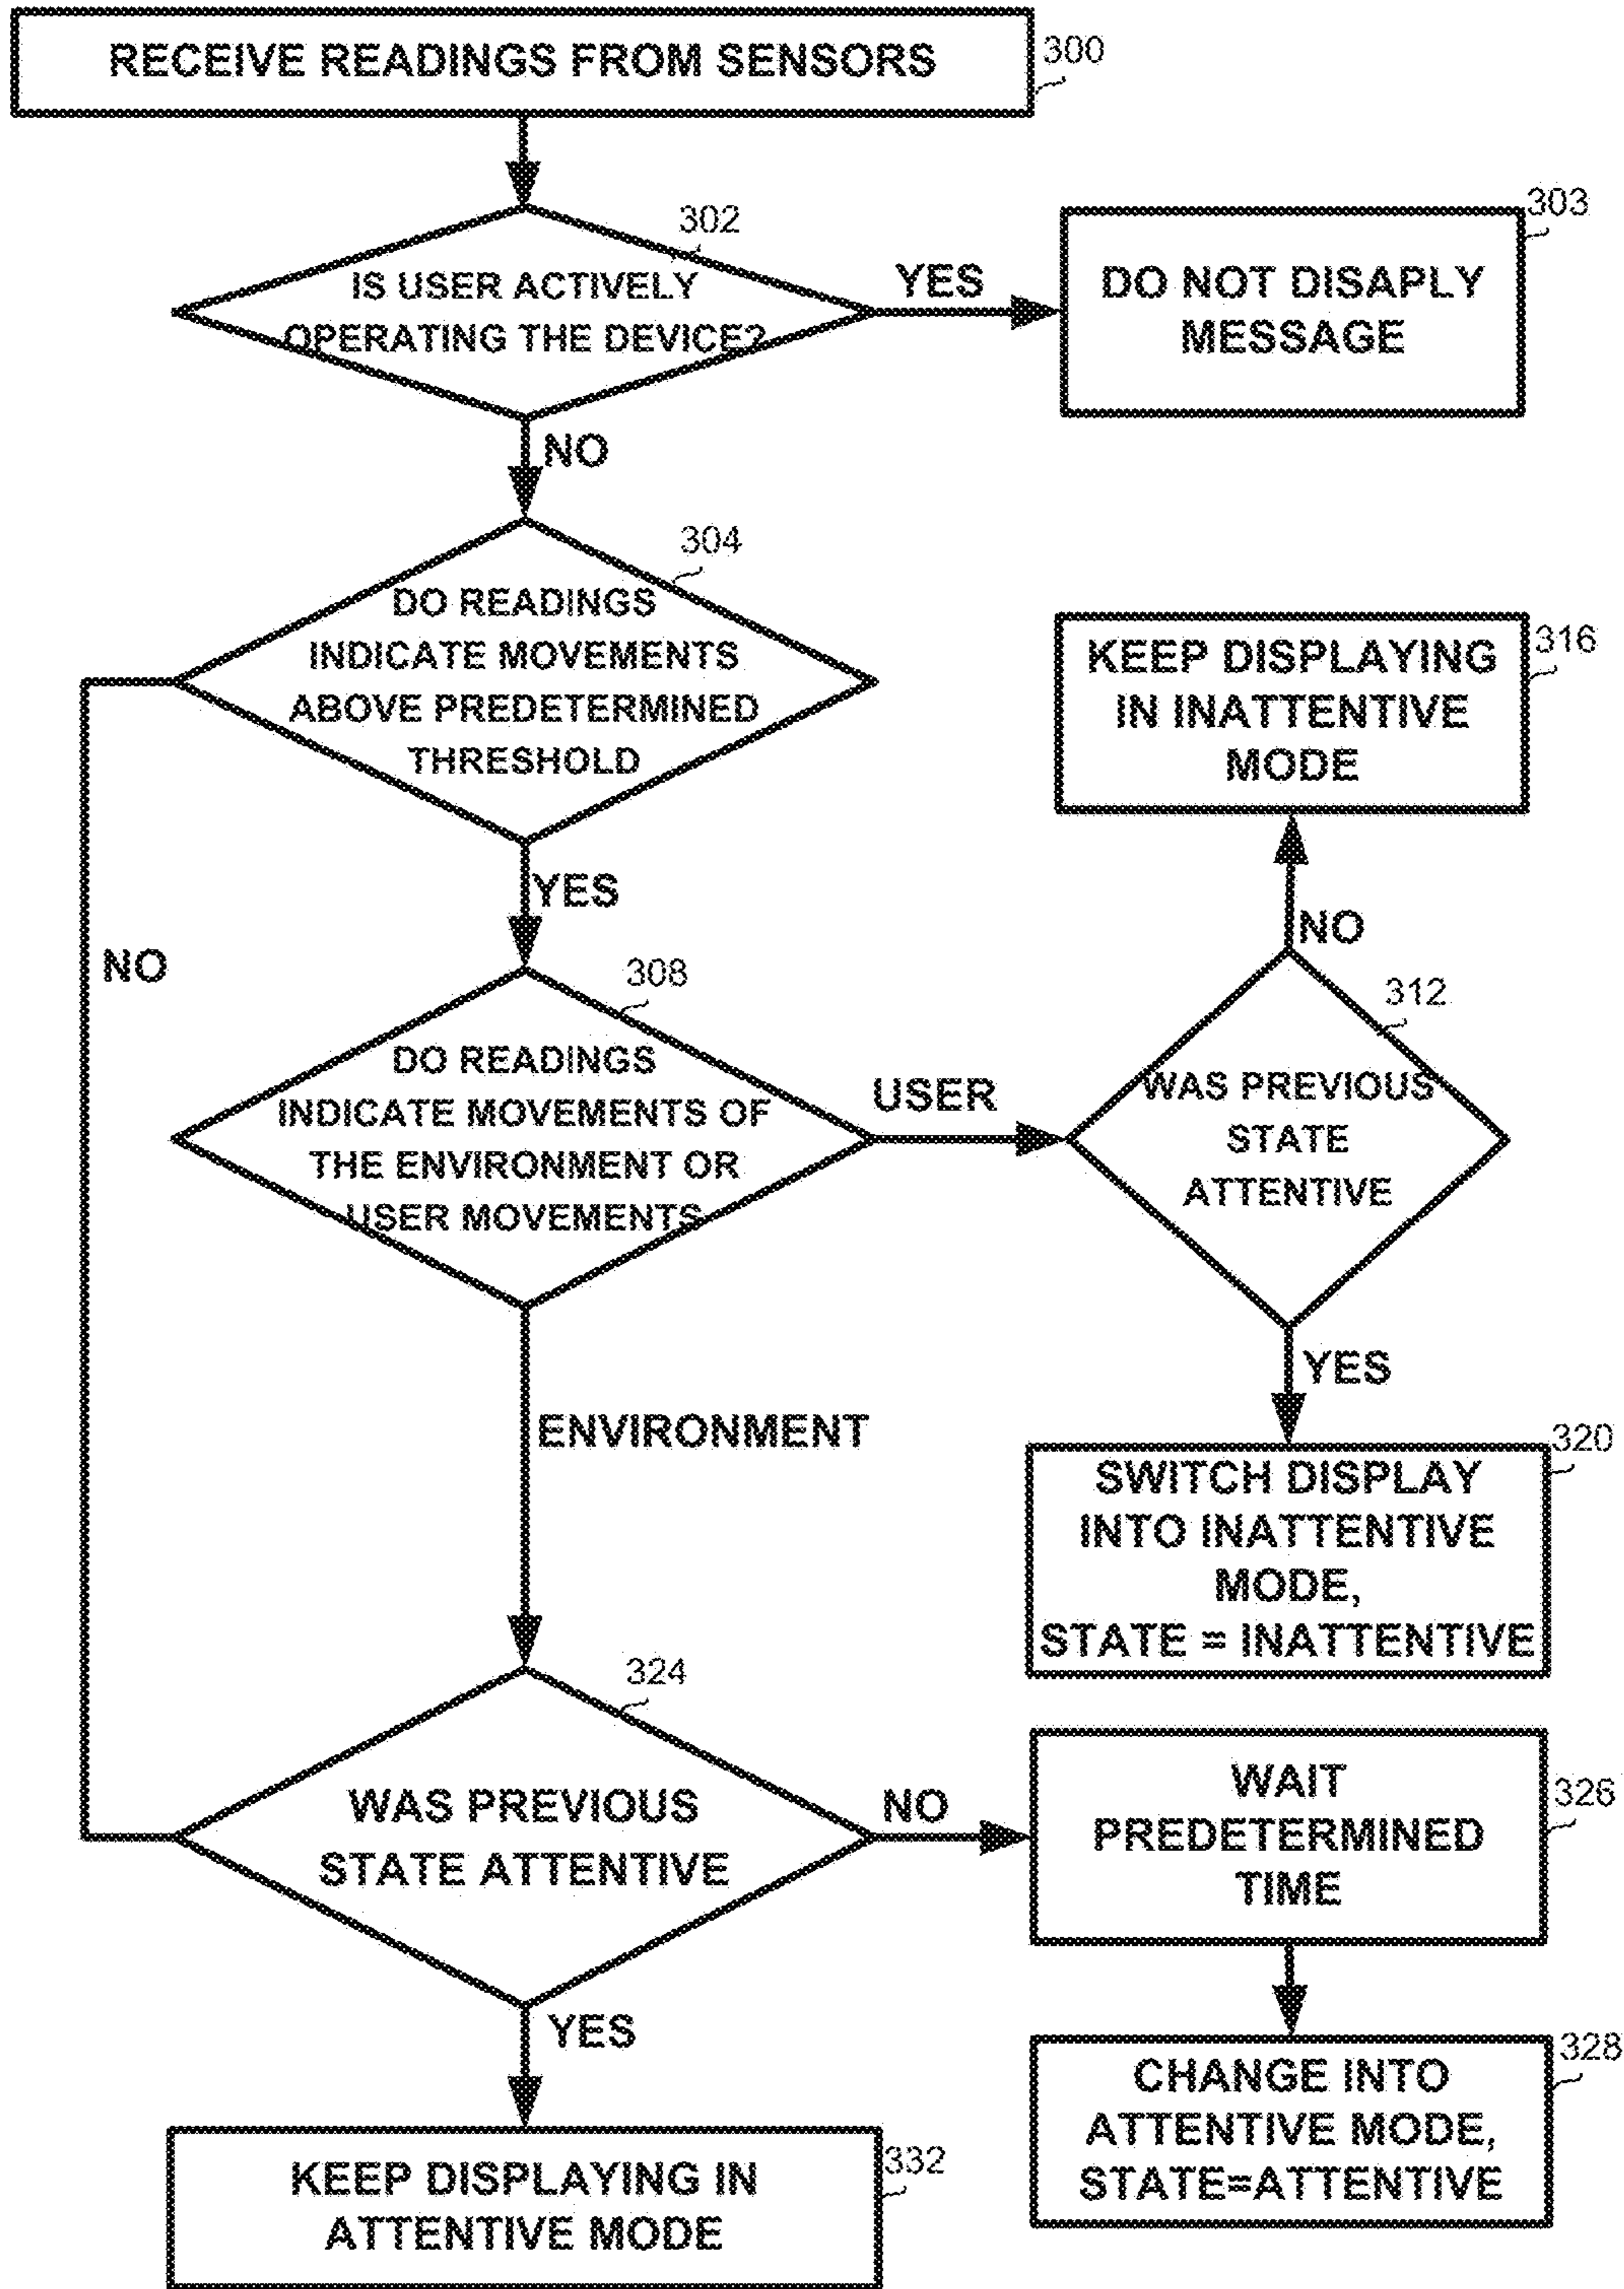 RECEIVE READINGS FROM SENSORS
300
302
IS USER ACTIVELY
OPERATING THE DEVICE?
YES
303
DO NOT DISAPLY
MESSAGE
NO
304
DO READINGS
INDICATE MOVEMENTS
ABOVE PREDETERMINED
THRESHOLD
316
KEEP DISPLAYING
IN INATTENTIVE
MODE
YES
NO
NO
308
DO READINGS
INDICATE MOVEMENTS OF
THE ENVIRONMENT OR
USER MOVEMENTS
USER
312
WAS PREVIOUS
STATE
ATTENTIVE
YES
ENVIRONMENT
320
SWITCH DISPLAY
INTO INATTENTIVE
MODE,
STATE = INATTENTIVE
324
WAS PREVIOUS
STATE ATTENTIVE
NO
326
WAIT
PREDETERMINED
TIME
YES
328
CHANGE INTO
ATTENTIVE MODE,
STATE=ATTENTIVE
332
KEEP DISPLAYING IN
ATTENTIVE MODE